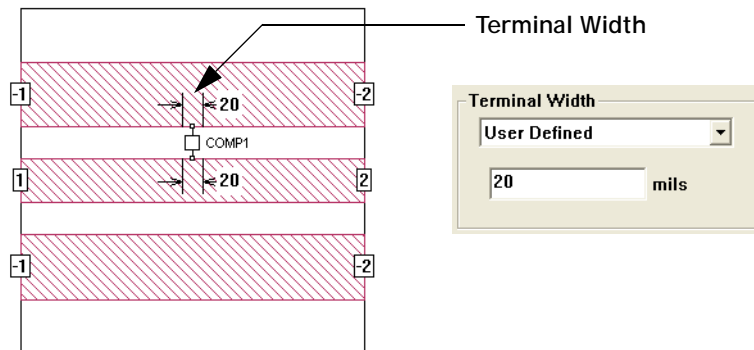 Terminal Width
-1
-2
20
COMP1
1
20
2
-1
-2
Terminal Width
User Defined
20 mils